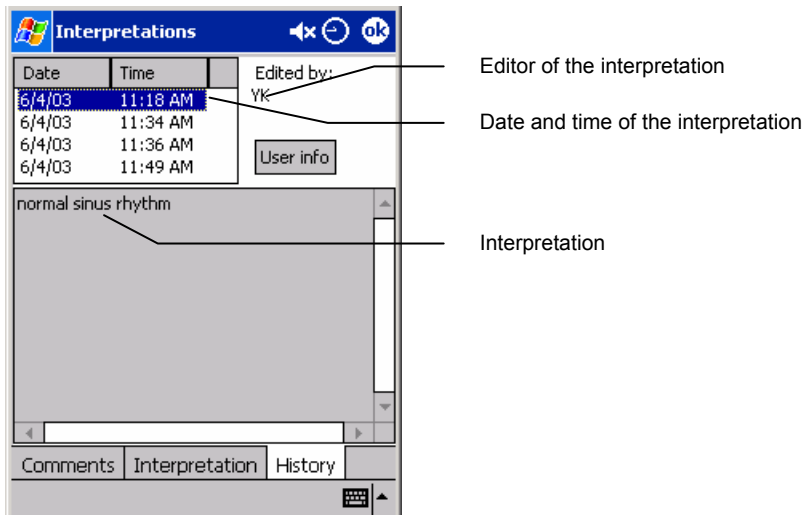 Interpretations ok
Date Time
6/4/03 11:18 AM
6/4/03 11:34 AM
6/4/03 11:36 AM
6/4/03 11:49 AM
Edited by:
YK
User info
normal sinus rhythm
Comments Interpretation History
Editor of the interpretation
Date and time of the interpretation
Interpretation